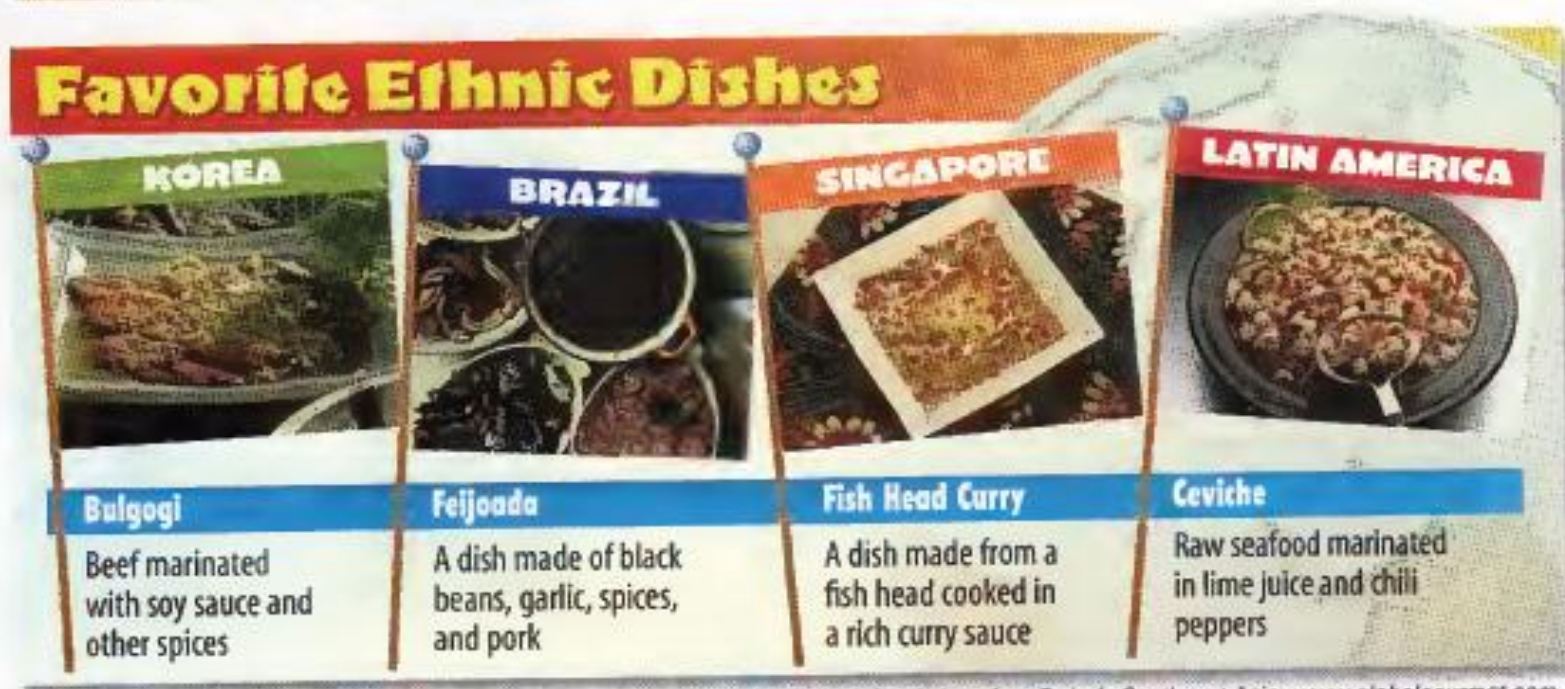 Favorite Ethnic Dishes
KOREA
BRAZIL
SINGAPORE
LATIN AMERICA
Bulgogi
Beef marinated
with soy sauce and
other spices
Feijoada
A dish made of black
beans, garlic, spices,
and pork
Fish Head Curry
A dish made from a
fish head cooked in
a rich curry sauce
Ceviche
Raw seafood marinated
in lime juice and chili
peppers